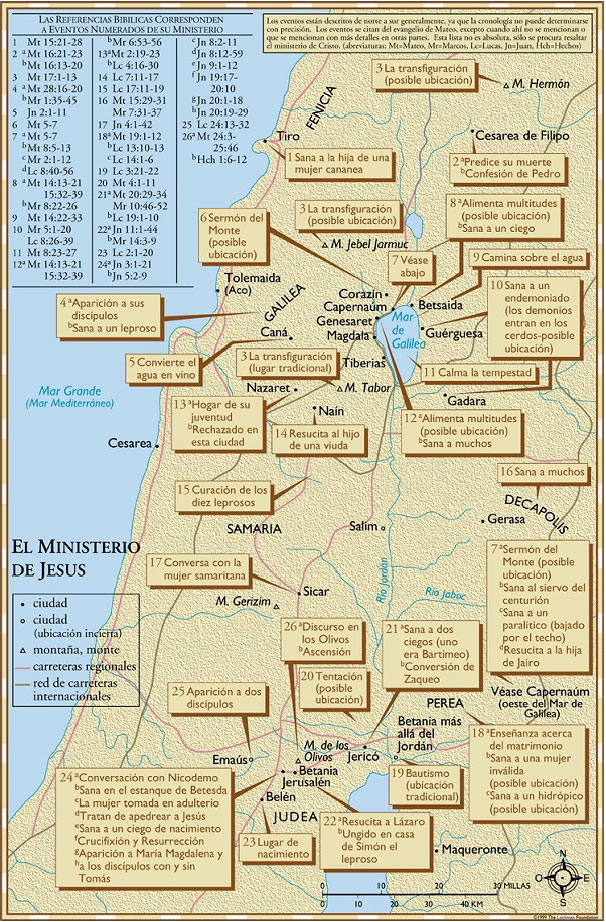 LAS REFERENCIAS BIBLICAS CORRESPONDEN
A EVENTOS NUMERADOS DE SU MINISTERIO
1 Mt 15:21-28
2 ªMt 16:21-23
ᵇMt 16:13-20
3 Mt 17:1-13
4 ªMt 28:16-20
ᵇMr 1:35-45
5 Jn 2:1-11
6 Mt 5-7
7 ªMt 5-7
ᵇMt 8:5-13
ᶜMr 2:1-12
ᵈLc 8:40-56
8 ªMt 14:13-21
15:32-39
ᵇMr 8:22-26
9 Mt 14:22-33
10 Mr 5:1-20
Lc 8:26-39
11 Mt 8:23-27
12ªMt 14:13-21
15:32-39
ᵇMr 6:53-56
13ªMt 2:19-23
ᵇLc 4:16-30
14 Lc 7:11-17
15 Lc 17:11-19
16 Mt 15:29-31
Mr 7:31-37
17 Jn 4:1-42
18ªMt 19:1-12
ᵇLc 13:10-13
ᶜLc 14:1-6
19 Lc 3:21-22
20 Mt 4:1-11
21ªMt 20:29-34
Mr 10:46-52
ᵇLc 19:1-10
22ªJn 11:1-44
ᵇMr 14:3-9
23 Lc 2:1-20
24ªJn 3:1-21
ᵇJn 5:2-9
ᶜJn 8:2-11
ᵈJn 8:12-59
ᵉJn 9:1-12
ᶠJn 19:17-
20:10
ᵍJn 20:1-18
ʰJn 20:19-29
25 Lc 24:13-32
26ªMt 24:3-
25:46
ᵇHch 1:6-12
Los eventos están descritos de norte a sur generalmente, ya que la cronología no puede determinarse
con precisión. Los eventos se citan del evangelio de Mateo, excepto cuando ahí no se mencionan o
que se mencionan con más detalles en otras partes. Esta lista no es absoluta, sólo se procura resaltar
el ministerio de Cristo. (abreviaturas: Mt=Mateo, Mr=Marcos, Lc=Lucas, Jn=Juan, Hch=Hechos)
3 La transfiguración
(posible ubicación)
M. Hermón
FENICIA
Tiro
Cesarea de Filipo
1 Sana a la hija de una
mujer cananea
2 ªPredice su muerte
ᵇConfesión de Pedro
6 Sermón del
Monte
(posible
ubicación)
3 La transfiguración
(posible ubicación)
M. Jebel Jarmuc
8 ªAlimenta multitudes
(posible ubicación)
ᵇSana a un ciego
7 Véase
abajo
9 Camina sobre el agua
Tolemaida
(Aco)
GALILEA
Corazín
Capernaúm
Genesaret
Magdala
Betsaida
Mar
de
Galilea
Guérguesa
10 Sana a un
endemoniado
(los demonios
entran en los
cerdos-posible
ubicación)
4 ªAparición a sus
discípulos
ᵇSana a un leproso
Caná
5 Convierte el
agua en vino
3 La transfiguración
(lugar tradicional)
Tiberias
11 Calma la tempestad
Mar Grande
(Mar Mediterráneo)
Nazaret
M. Tabor
Gadara
13 ªHogar de su
juventud
ᵇRechazado en
esta ciudad
Naín
14 Resucita al hijo
de una viuda
12 ªAlimenta multitudes
(posible ubicación)
ᵇSana a muchos
Cesarea
16 Sana a muchos
DECAPOLIS
15 Curación de los
diez leprosos
SAMARIA
Salim
Gerasa
EL MINISTERIO
DE JESUS
17 Conversa con la
mujer samaritana
Sicar
M. Gerizim
Río Jordán
Río Jaboc
7 ªSermón del
Monte (posible
ubicación)
ᵇSana al siervo del
centurión
ᶜSana a un
paralítico (bajado
por el techo)
ᵈResucita a la hija
de Jairo
ciudad
ciudad
(ubicación incierta)
montaña, monte
carreteras regionales
red de carreteras
internacionales
26 ªDiscurso en
los Olivos
ᵇAscensión
21 ªSana a dos
ciegos (uno
era Bartimeo)
ᵇConversión de
Zaqueo
20 Tentación
(posible
ubicación)
25 Aparición a dos
discípulos
PEREA
Véase Capernaúm
(oeste del Mar de
Galilea)
Betania más
allá del
Jordán
18 ªEnseñanza acerca
del matrimonio
ᵇSana a una mujer
inválida
(posible ubicación)
ᶜSana a un hidrópico
(posible ubicación)
Emaús
M. de los
Olivos
Jericó
Betania
Jerusalén
19 Bautismo
(ubicación
tradicional)
Belén
JUDEA
24 ªConversación con Nicodemo
ᵇSana en el estanque de Betesda
ᶜLa mujer tomada en adulterio
ᵈTratan de apedrear a Jesús
ᵉSana a un ciego de nacimiento
ᶠCrucifixión y Resurrección
ᵍAparición a María Magdalena y
ʰa los discípulos con y sin
Tomás
23 Lugar de
nacimiento
22 ªResucita a Lázaro
ᵇUngido en casa
de Simón el
leproso
Maqueronte
0 10 20 30 MILLAS
0 20 40 KM
N
O E
S
©1999 The Lockman Foundation